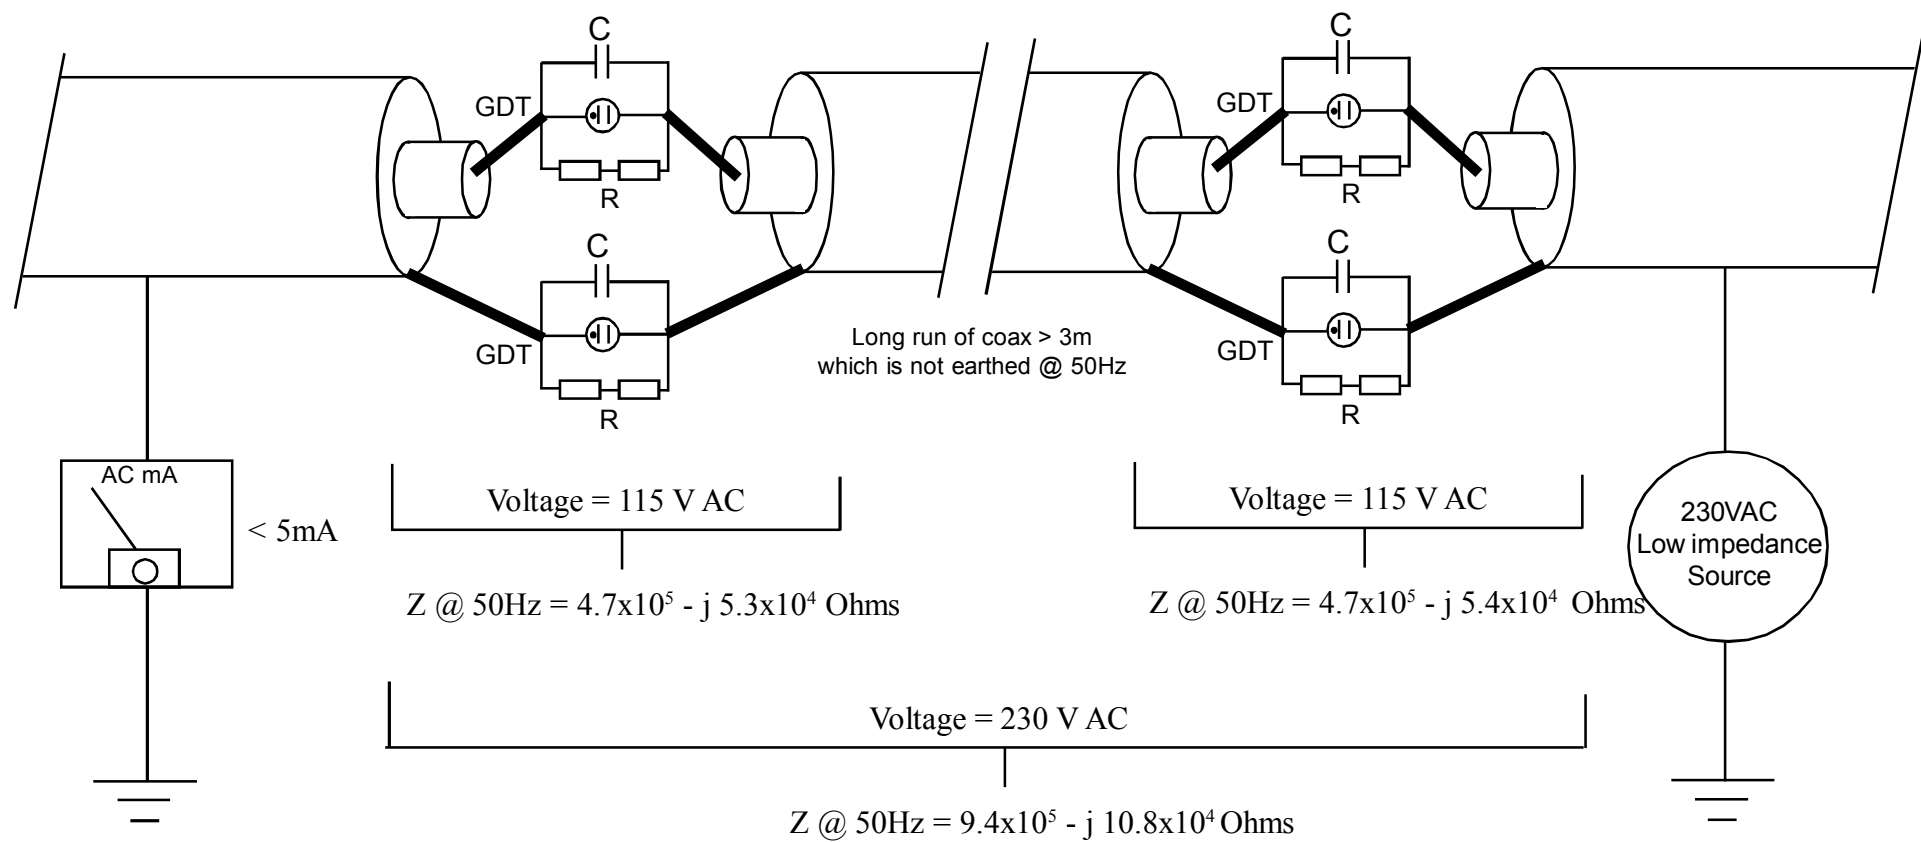 C
C
GDT
GDT
R
R
C
C
GDT
GDT
R
R
Long run of coax > 3m
which is not earthed @ 50Hz
AC mA
< 5mA
Voltage = 115 V AC
Z @ 50Hz = 4.7x10⁵ - j 5.3x10⁴ Ohms
Voltage = 115 V AC
Z @ 50Hz = 4.7x10⁵ - j 5.4x10⁴ Ohms
230VAC
Low impedance
Source
Voltage = 230 V AC
Z @ 50Hz = 9.4x10⁵ - j 10.8x10⁴ Ohms